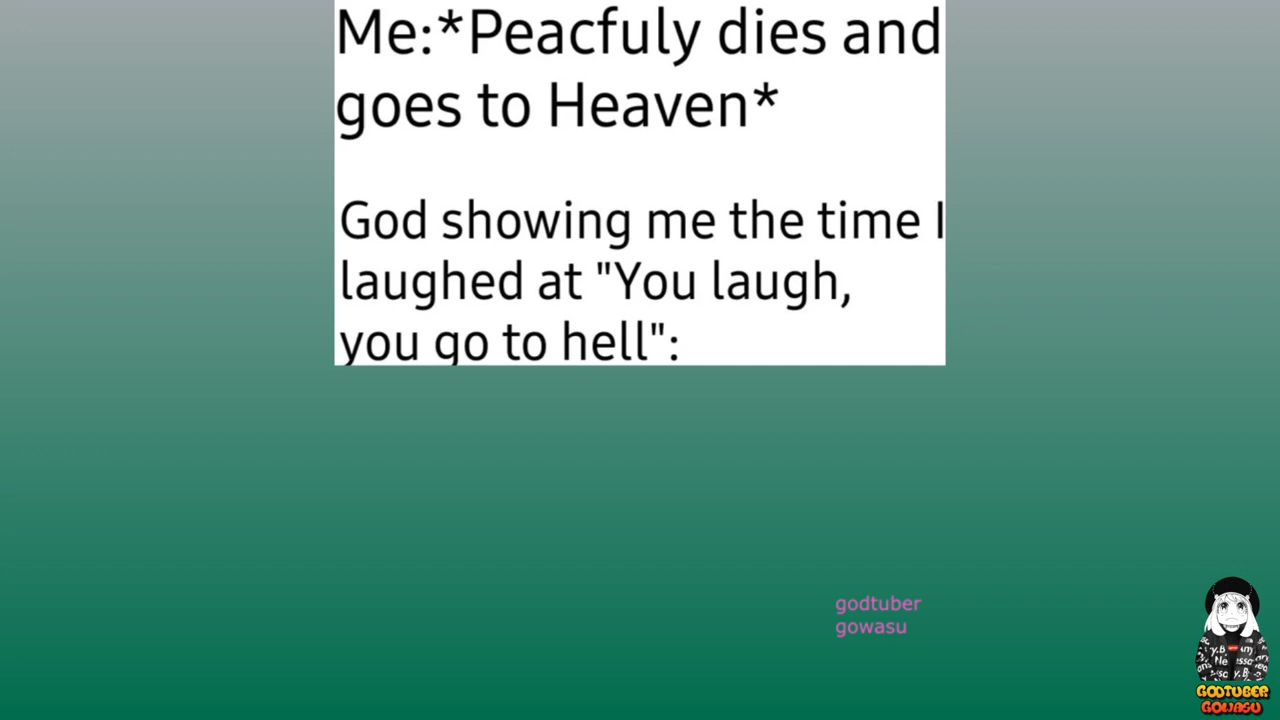 Me:*Peacfuly dies and
goes to Heaven*
God showing me the time I
laughed at "You laugh,
you go to hell":
godtuber
gowasu
GODTUBER
GOWASU